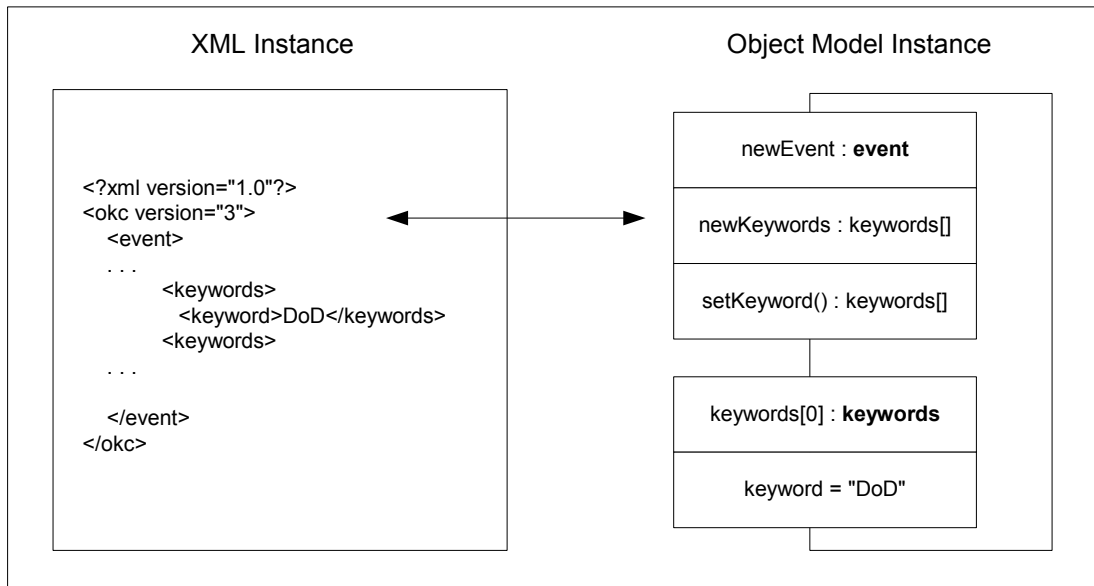 XML Instance
Object Model Instance
<?xml version="1.0"?>
<okc version="3">
<event>
. . .
<keywords>
<keyword>DoD</keywords>
<keywords>
. . .
</event>
</okc>
newEvent : event
newKeywords : keywords[]
setKeyword() : keywords[]
keywords[0] : keywords
keyword = "DoD"